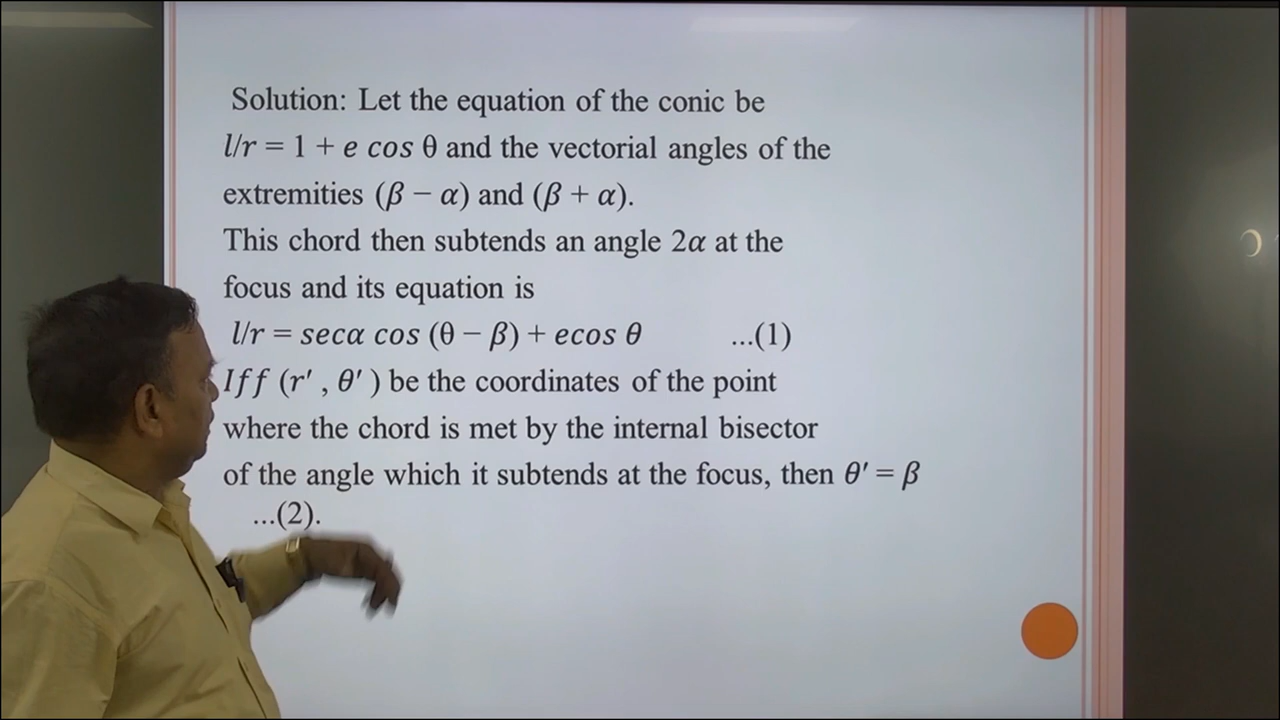 Solution: Let the equation of the conic be
l/r = 1 + e cos θ and the vectorial angles of the
extremities (β − α) and (β + α).
This chord then subtends an angle 2α at the
focus and its equation is
l/r = secα cos (θ − β) + ecos θ ...(1)
Iff (r′ , θ′ ) be the coordinates of the point
where the chord is met by the internal bisector
of the angle which it subtends at the focus, then θ′ = β
...(2).